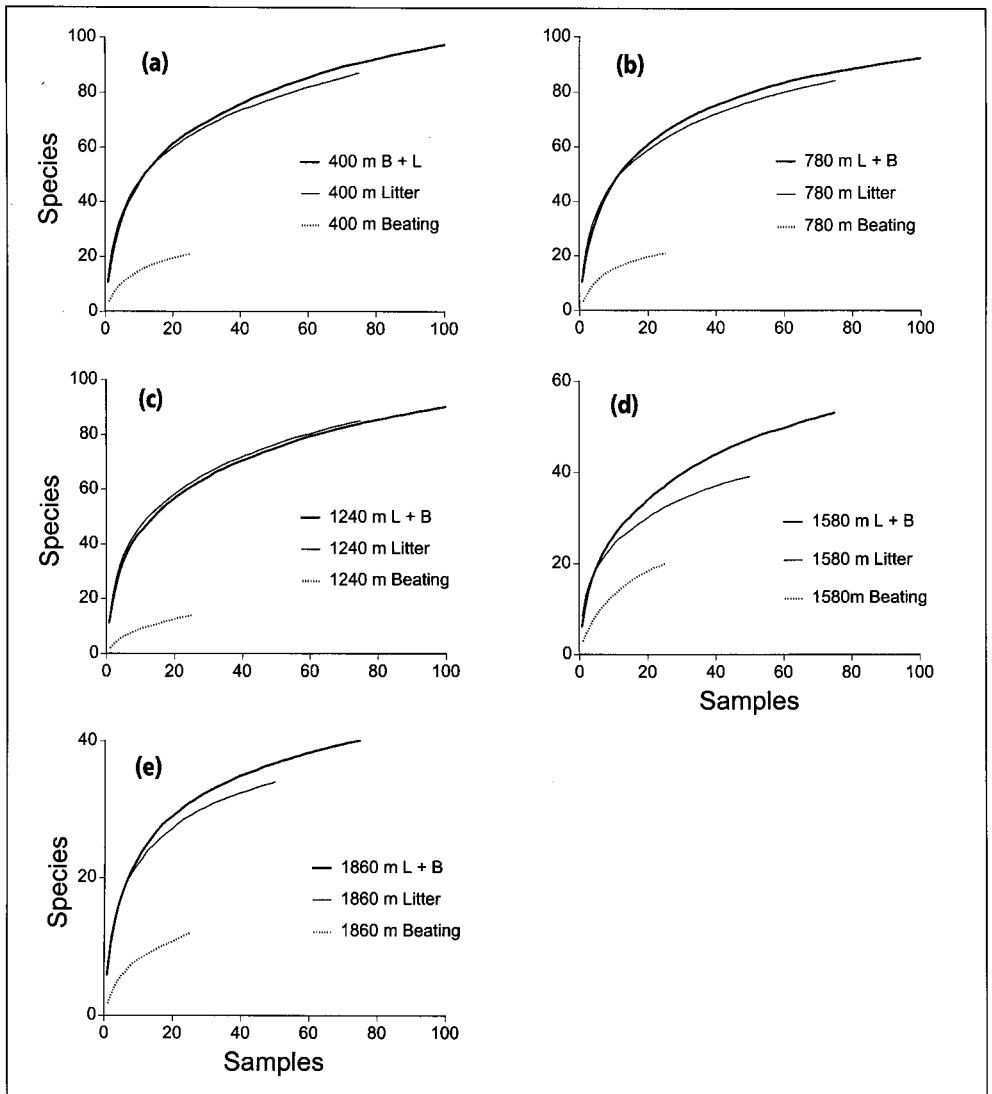 (a)
Species
100
80
60
40
20
0
400 m B + L
400 m Litter
400 m Beating
0 20 40 60 80 100
(b)
100
80
60
40
20
0
780 m L + B
780 m Litter
780 m Beating
0 20 40 60 80 100
(c)
Species
100
80
60
40
20
0
1240 m L + B
1240 m Litter
1240 m Beating
0 20 40 60 80 100
(d)
60
40
20
0
1580 m L + B
1580 m Litter
1580m Beating
0 20 40 60 80 100
Samples
(e)
Species
40
20
0
1860 m L + B
1860 m Litter
1860 m Beating
0 20 40 60 80 100
Samples